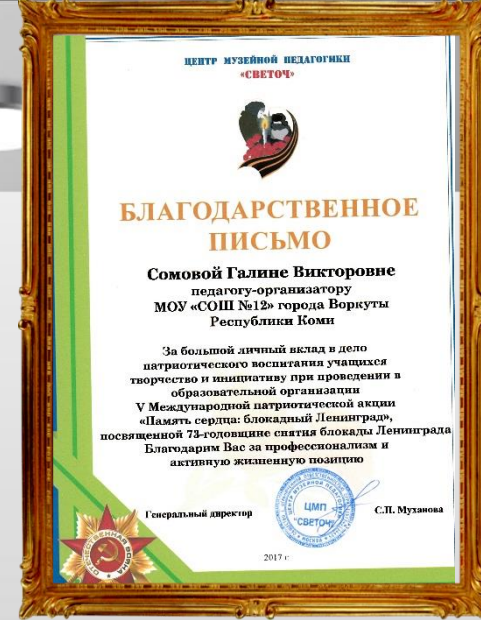 ЦЕНТР МУЗЕЙНОЙ ПЕДАГОГИКИ
«СВЕТОЧ»
БЛАГОДАРСТВЕННОЕ
ПИСЬМО
Сомовой Галине Викторовне
педагогу-организатору
МОУ «СОШ №12» города Воркуты
Республики Коми
За большой личный вклад в дело
патриотического воспитания учащихся
творчество и инициативу при проведении в
образовательной организации
V Международной патриотической акции
«Память сердца: блокадный Ленинград»,
посвященной 73-годовщине снятия блокады Ленинграда
Благодарим Вас за профессионализм и
активную жизненную позицию
Генеральный директор
ЦМП
"СВЕТОЧ"
С.П. Муханова
ОТЕЧЕСТВЕННАЯ ВОЙНА
2017 г.